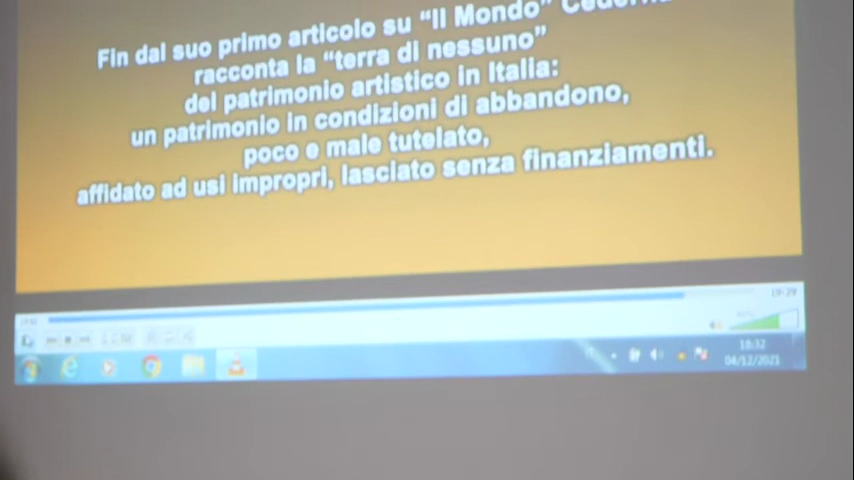 Fin dal suo primo articolo su “Il Mondo” Cederna
racconta la “terra di nessuno”
del patrimonio artistico in Italia:
un patrimonio in condizioni di abbandono,
poco e male tutelato,
affidato ad usi impropri, lasciato senza finanziamenti.
19:29
18:32
04/12/2021